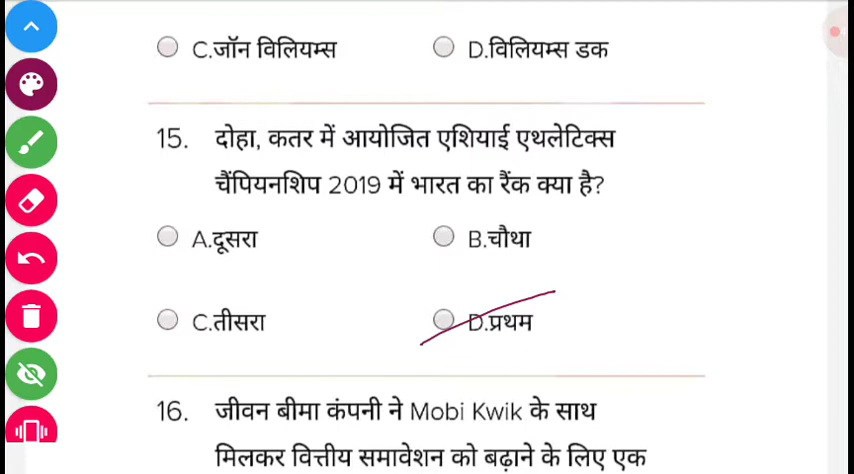 C.जॉन विलियम्स D.विलियम्स डक
15. दोहा, कतर में आयोजित एशियाई एथलेटिक्स
चैंपियनशिप 2019 में भारत का रैंक क्या है?
A.दूसरा B.चौथा
C.तीसरा D.प्रथम
16. जीवन बीमा कंपनी ने Mobi Kwik के साथ
मिलकर वित्तीय समावेशन को बढ़ाने के लिए एक